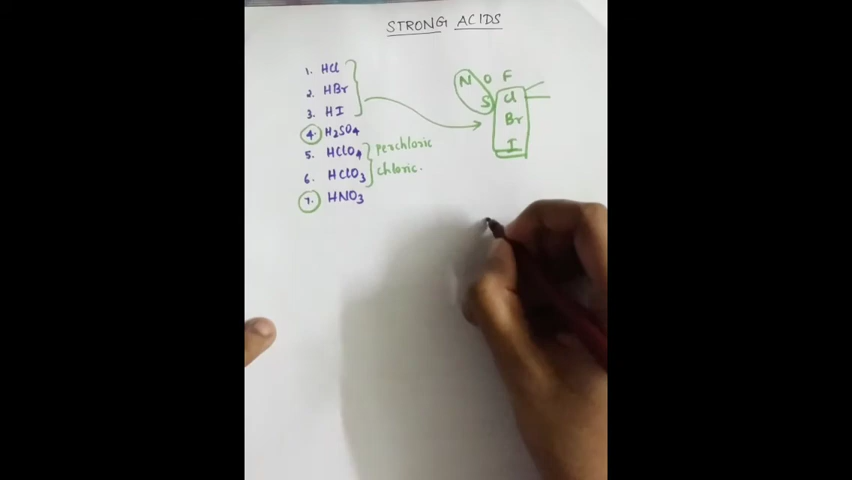 STRONG ACIDS
1. HCl
2. HBr
3. HI
4. H₂SO₄
5. HClO₄ perchloric
6. HClO₃ chloric.
7. HNO₃
N O F
S Cl
Br
I